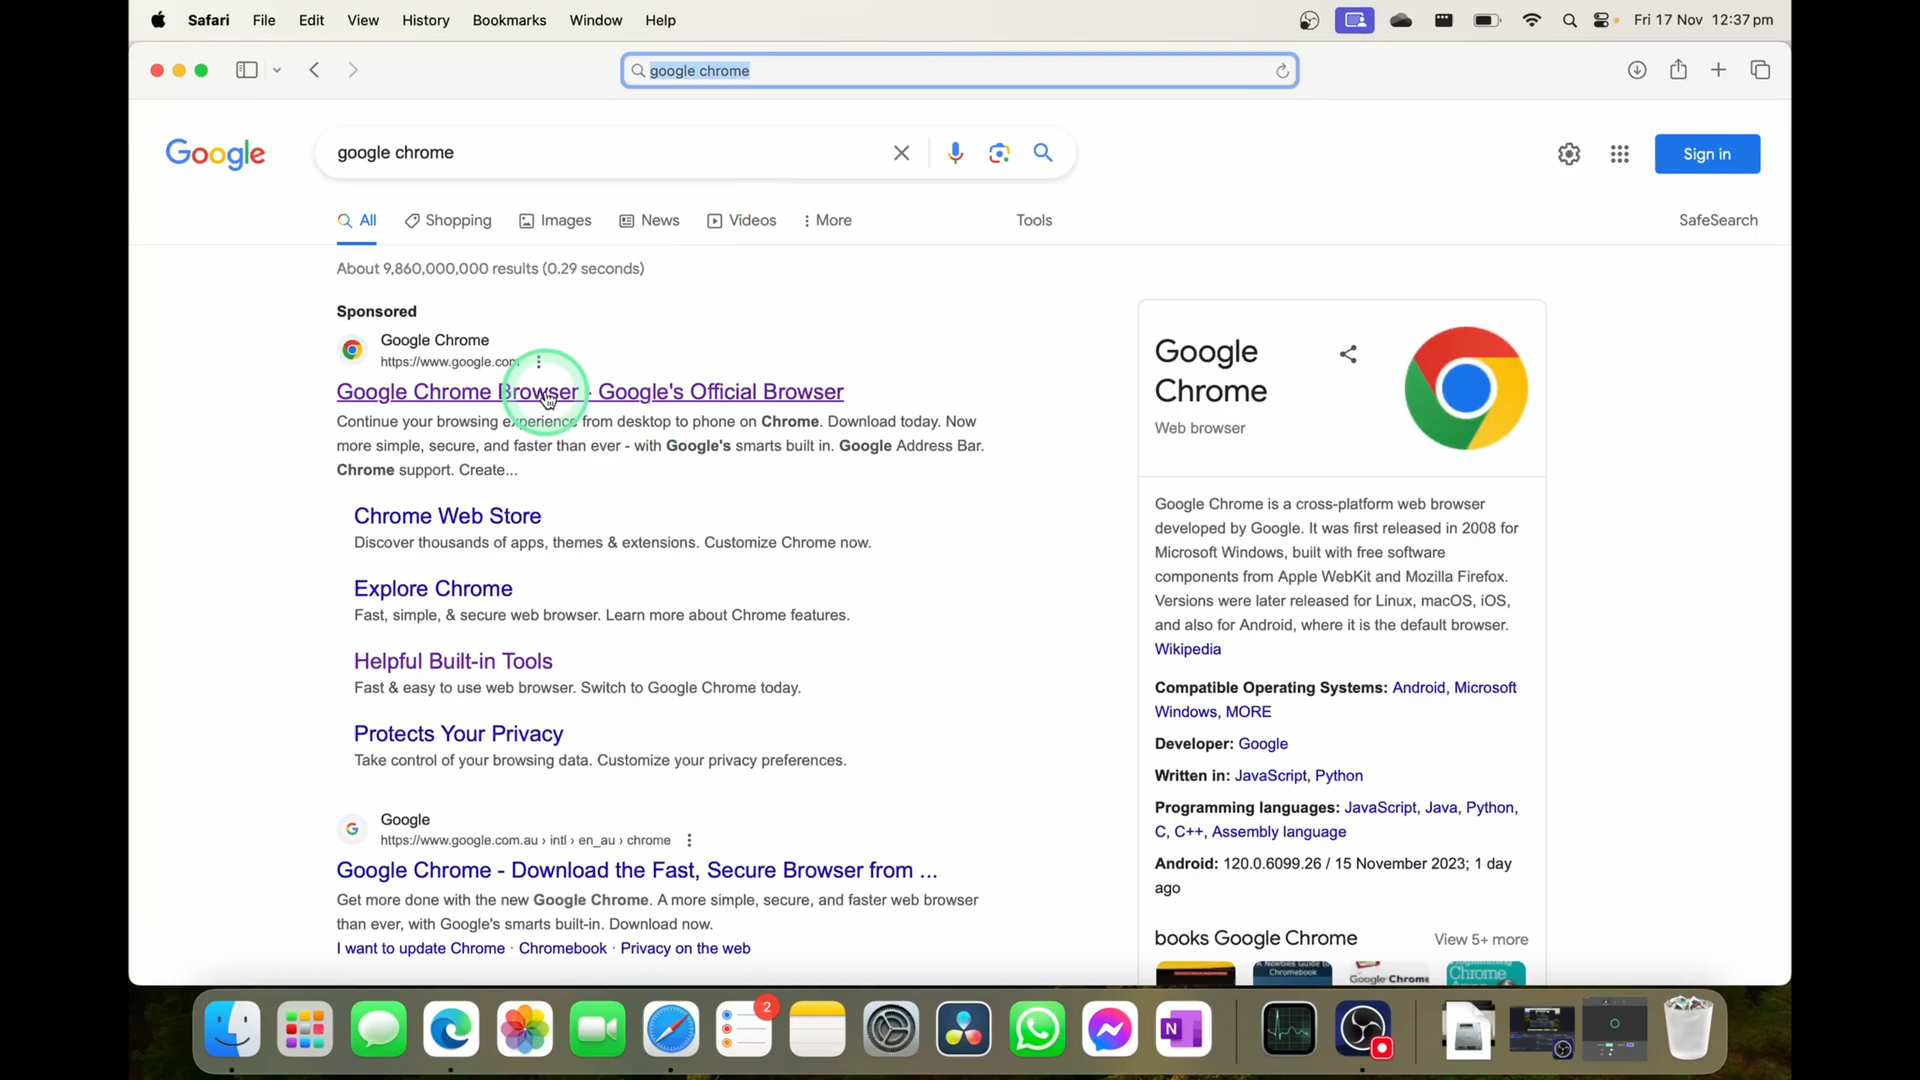 Safari File Edit View History Bookmarks Window Help Fri 17 Nov 12:37 pm
google chrome
Google google chrome Sign in
All Shopping Images News Videos More Tools SafeSearch
About 9,860,000,000 results (0.29 seconds)
Sponsored
Google Chrome
https://www.google.com
Google Chrome Browser - Google's Official Browser
Continue your browsing experience from desktop to phone on Chrome. Download today. Now
more simple, secure, and faster than ever - with Google's smarts built in. Google Address Bar.
Chrome support. Create...
Chrome Web Store
Discover thousands of apps, themes & extensions. Customize Chrome now.
Explore Chrome
Fast, simple, & secure web browser. Learn more about Chrome features.
Helpful Built-in Tools
Fast & easy to use web browser. Switch to Google Chrome today.
Protects Your Privacy
Take control of your browsing data. Customize your privacy preferences.
Google
https://www.google.com.au › intl › en_au › chrome
Google Chrome - Download the Fast, Secure Browser from ...
Get more done with the new Google Chrome. A more simple, secure, and faster web browser
than ever, with Google's smarts built-in. Download now.
I want to update Chrome · Chromebook · Privacy on the web
Google
Chrome
Web browser
Google Chrome is a cross-platform web browser
developed by Google. It was first released in 2008 for
Microsoft Windows, built with free software
components from Apple WebKit and Mozilla Firefox.
Versions were later released for Linux, macOS, iOS,
and also for Android, where it is the default browser.
Wikipedia
Compatible Operating Systems: Android, Microsoft
Windows, MORE
Developer: Google
Written in: JavaScript, Python
Programming languages: JavaScript, Java, Python,
C, C++, Assembly language
Android: 120.0.6099.26 / 15 November 2023; 1 day
ago
books Google Chrome View 5+ more
Chromebook
Google Chrome
Chrome
2
N